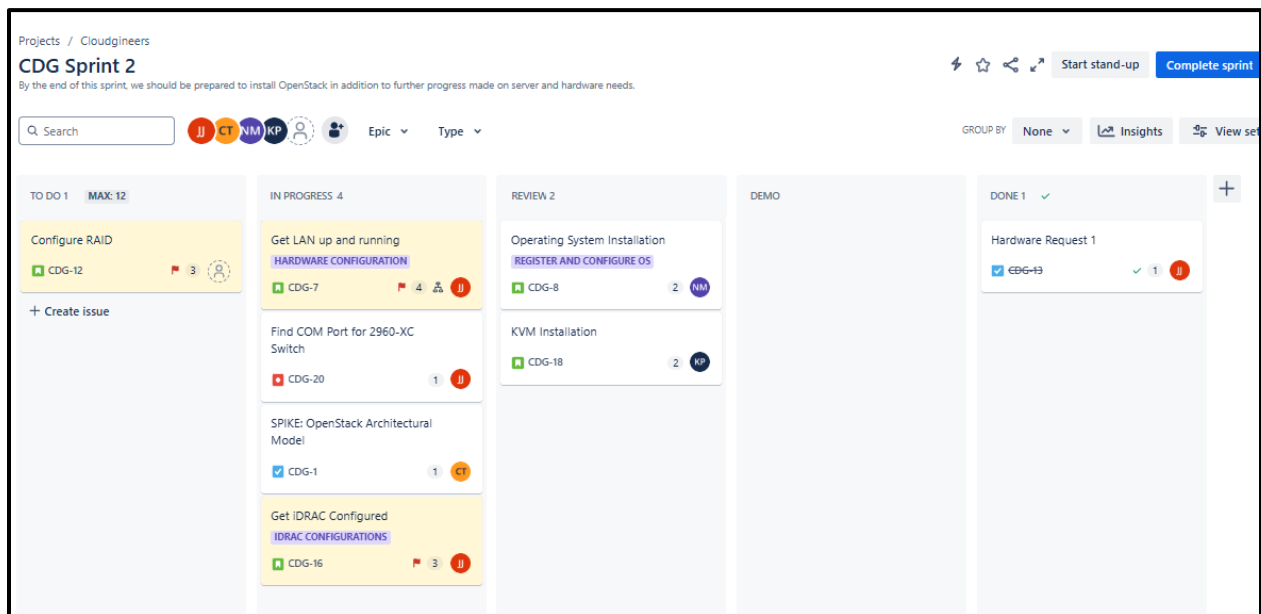 Projects / Cloudgineers
CDG Sprint 2
By the end of this sprint, we should be prepared to install OpenStack in addition to further progress made on server and hardware needs.
Start stand-up
Complete sprint
Search
JJ CT NM KP
Epic
Type
GROUP BY None
Insights
View set
TO DO 1 MAX: 12
Configure RAID
CDG-12 3
+ Create issue
IN PROGRESS 4
Get LAN up and running
HARDWARE CONFIGURATION
CDG-7 4 JJ
Find COM Port for 2960-XC
Switch
CDG-20 1 JJ
SPIKE: OpenStack Architectural
Model
CDG-1 1 CT
Get iDRAC Configured
IDRAC CONFIGURATIONS
CDG-16 3 JJ
REVIEW 2
Operating System Installation
REGISTER AND CONFIGURE OS
CDG-8 2 NM
KVM Installation
CDG-18 2 KP
DEMO
DONE 1
Hardware Request 1
CDG-13 1 JJ